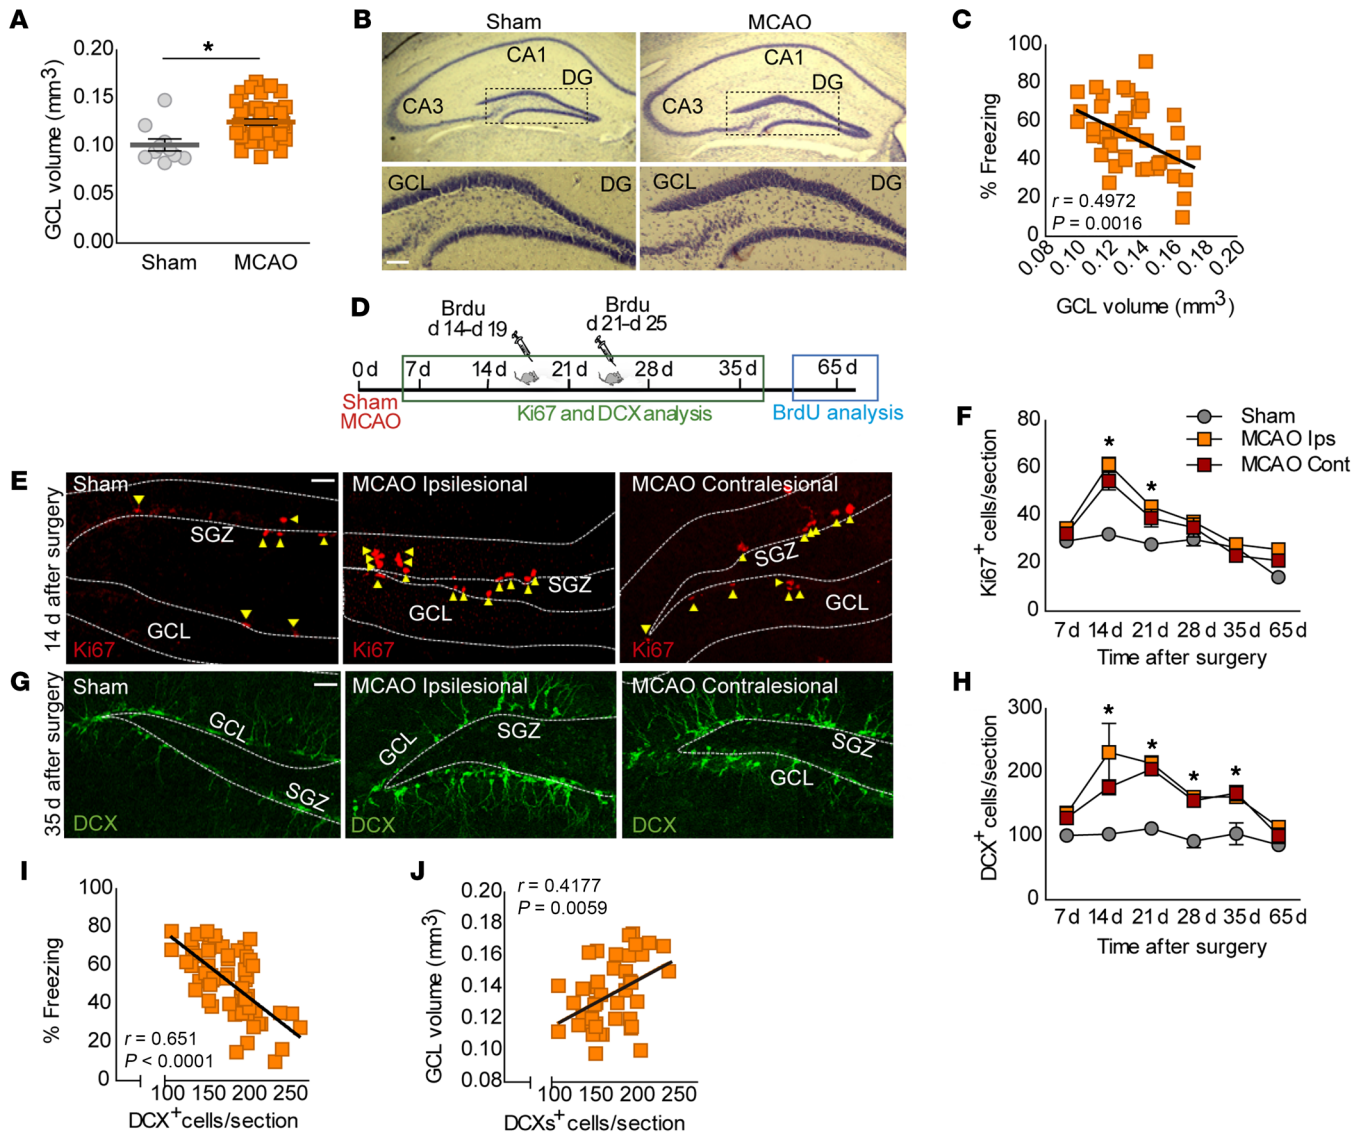 A
GCL volume (mm3)
0.20
0.15
0.10
0.05
0.00
*
Sham
MCAO
B
Sham
MCAO
CA1
DG
CA3
CA1
DG
CA3
GCL
DG
GCL
DG
C
% Freezing
100
80
60
40
20
0
r = 0.4972
P = 0.0016
0.08
0.10
0.12
0.14
0.16
0.18
0.20
GCL volume (mm3)
D
Brdu
d 14–d 19
Brdu
d 21–d 25
0 d
7 d
14 d
21 d
28 d
35 d
65 d
Sham
MCAO
Ki67 and DCX analysis
BrdU analysis
E
14 d after surgery
Sham
SGZ
GCL
Ki67
MCAO Ipsilesional
SGZ
GCL
Ki67
MCAO Contralesional
SGZ
GCL
Ki67
F
Ki67+ cells/section
80
60
40
20
0
*
*
Sham
MCAO Ips
MCAO Cont
7 d
14 d
21 d
28 d
35 d
65 d
Time after surgery
G
35 d after surgery
Sham
GCL
SGZ
DCX
MCAO Ipsilesional
GCL
SGZ
DCX
MCAO Contralesional
SGZ
GCL
DCX
H
DCX+ cells/section
300
200
100
0
*
*
*
*
7 d
14 d
21 d
28 d
35 d
65 d
Time after surgery
I
% Freezing
100
80
60
40
20
0
r = 0.651
P < 0.0001
100
150
200
250
DCX+cells/section
J
GCL volume (mm3)
0.20
0.16
0.14
0.12
0.10
0.08
r = 0.4177
P = 0.0059
100
150
200
250
DCXs+ cells/section